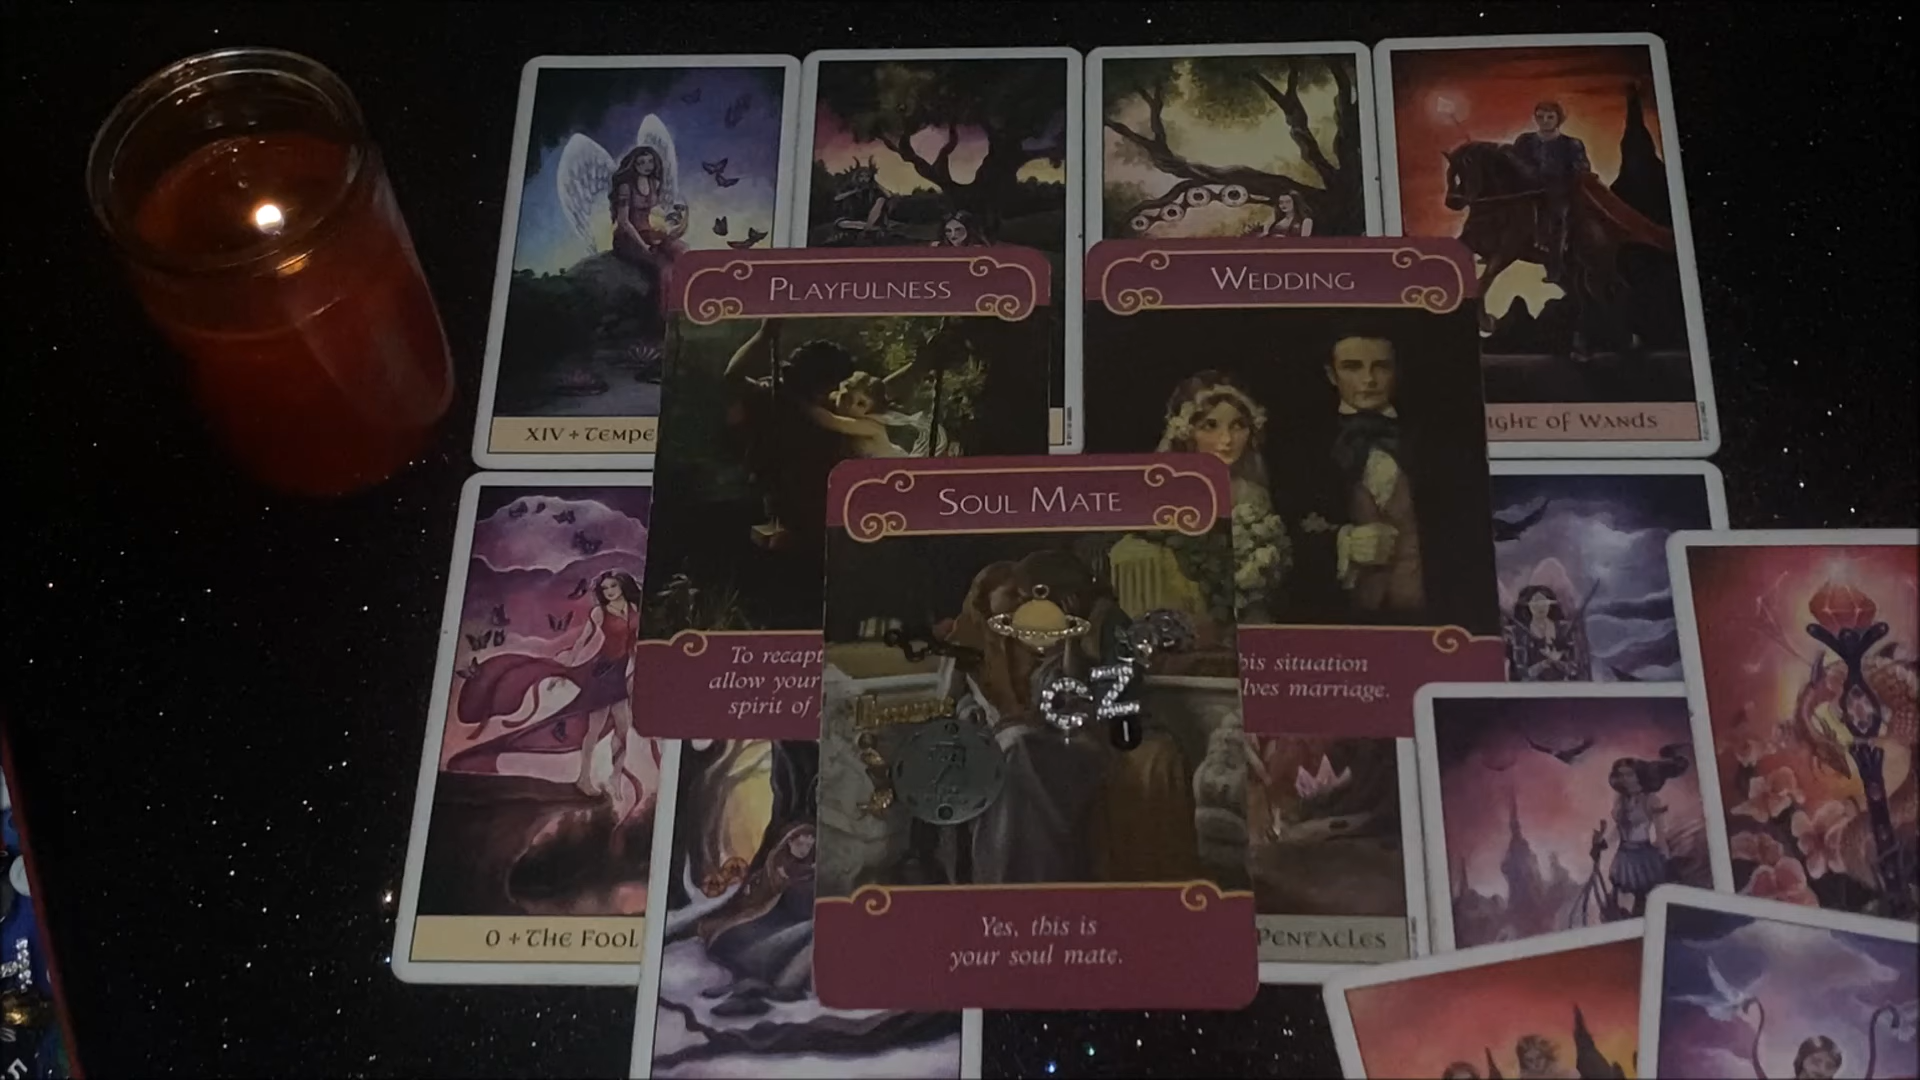 PLAYFULNESS
WEDDING
XIV + TEMPE
IGHT OF WANDS
SOUL MATE
To recapt
allow your
spirit of
his situation
lves marriage.
CZ
0 + THE FOOL
PENTACLES
Yes, this is
your soul mate.